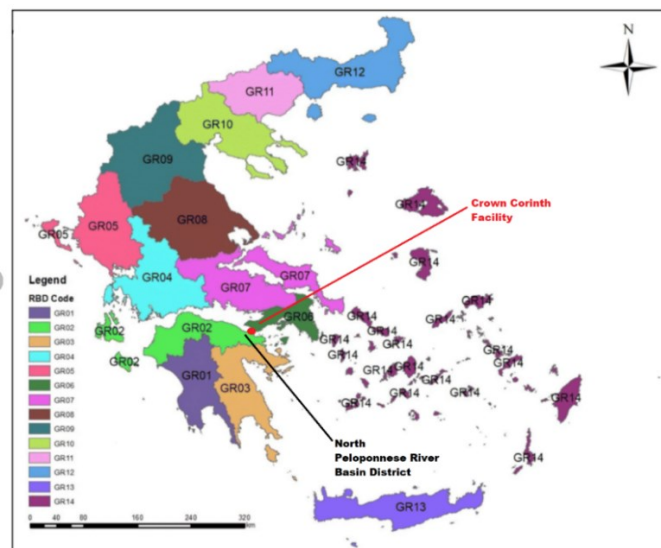 N
GR12
GR11
GR10
GR14
GR09
Crown Corinth
Facility
GR14
GR08
GR05
GR05
GR14
GR07
GR04
GR07
GR14
GR06
GR14
GR14
GR14
GR02
GR02
GR14
GR14
GR14
GR14
GR14
GR02
GR14
GR14
GR01
GR14
GR14
GR03
GR14
GR14
GR14
GR14
North
Peloponnese River
Basin District
GR14
GR13
Legend
RBD Code
GR01
GR02
GR03
GR04
GR05
GR06
GR07
GR08
GR09
GR10
GR11
GR12
GR13
GR14
0 40 80 160 240 320